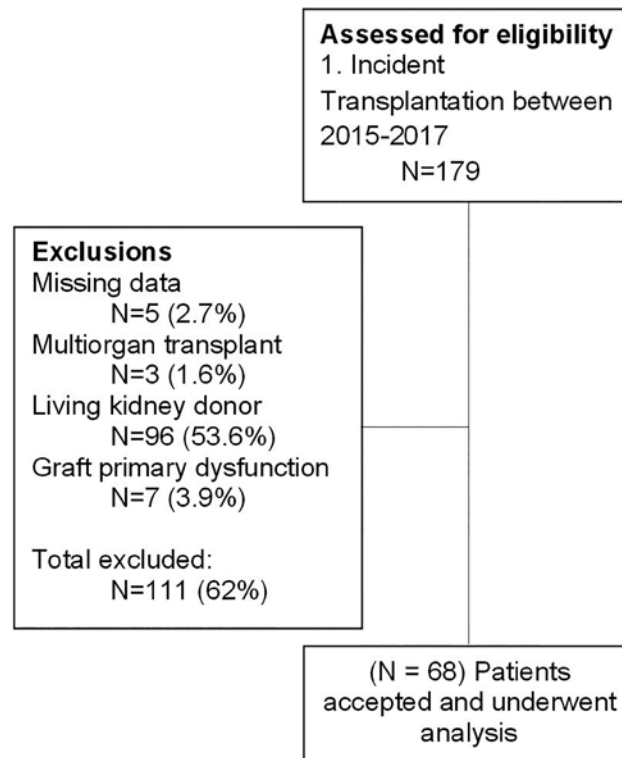 Assessed for eligibility
1. Incident
Transplantation between
2015-2017
N=179
Exclusions
Missing data
N=5 (2.7%)
Multiorgan transplant
N=3 (1.6%)
Living kidney donor
N=96 (53.6%)
Graft primary dysfunction
N=7 (3.9%)
Total excluded:
N=111 (62%)
(N = 68) Patients
accepted and underwent
analysis